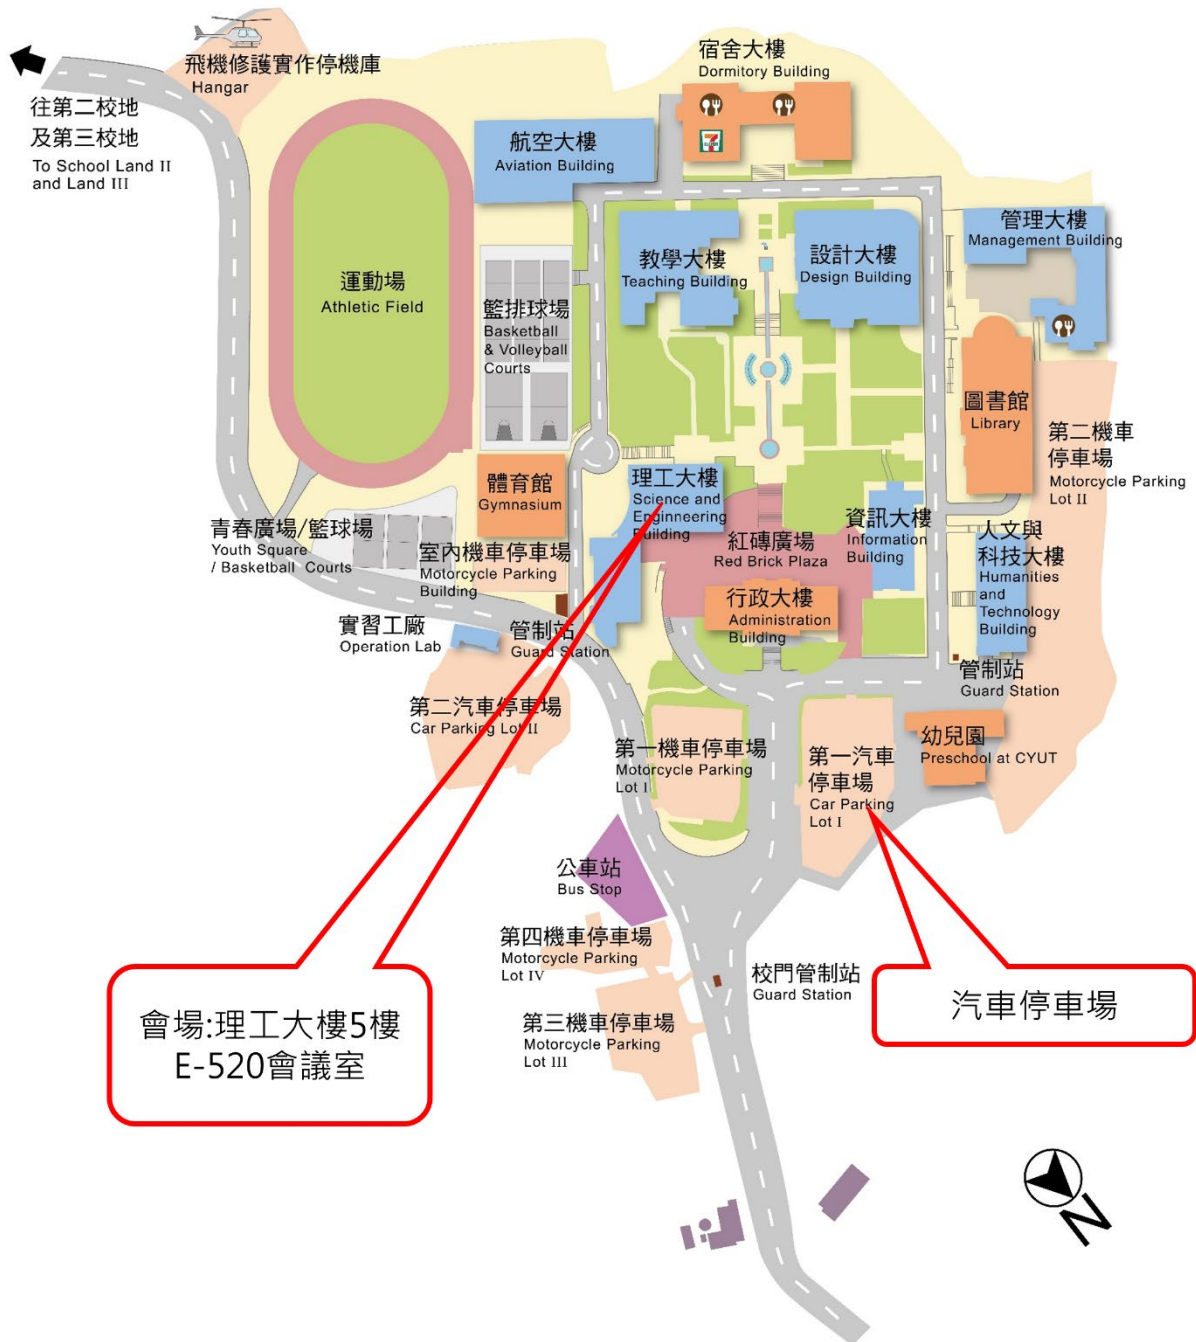 飛機修護實作停機庫
Hangar
往第二校地
及第三校地
To School Land II
and Land III
宿舍大樓
Dormitory Building
7
航空大樓
Aviation Building
教學大樓
Teaching Building
設計大樓
Design Building
管理大樓
Management Building
運動場
Athletic Field
籃排球場
Basketball
& Volleyball
Courts
圖書館
Library
第二機車
停車場
Motorcycle Parking
Lot II
體育館
Gymnasium
理工大樓
Science and
Enginneering
Building
青春廣場/籃球場
Youth Square
/ Basketball Courts
室內機車停車場
Motorcycle Parking
Building
紅磚廣場
Red Brick Plaza
資訊大樓
Information
Building
人文與
科技大樓
Humanities
and
Technology
Building
行政大樓
Administration
Building
實習工廠
Operation Lab
管制站
Guard Station
管制站
Guard Station
第二汽車停車場
Car Parking Lot II
第一機車停車場
Motorcycle Parking
Lot I
第一汽車
停車場
Car Parking
Lot I
幼兒園
Preschool at CYUT
公車站
Bus Stop
第四機車停車場
Motorcycle Parking
Lot IV
校門管制站
Guard Station
第三機車停車場
Motorcycle Parking
Lot III
會場:理工大樓5樓
E-520會議室
汽車停車場
N